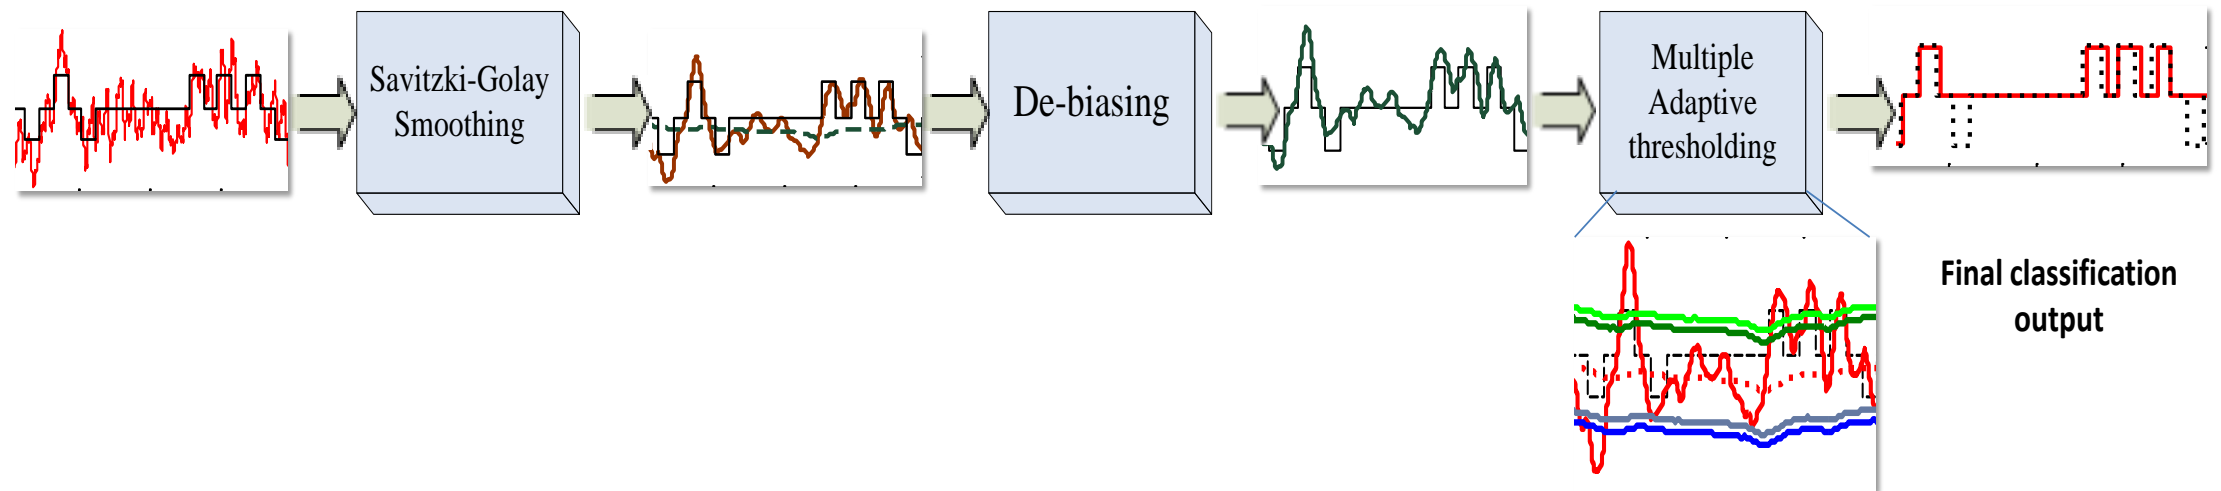 Savitzki-Golay
Smoothing
De-biasing
Multiple
Adaptive
thresholding
Final classification
output